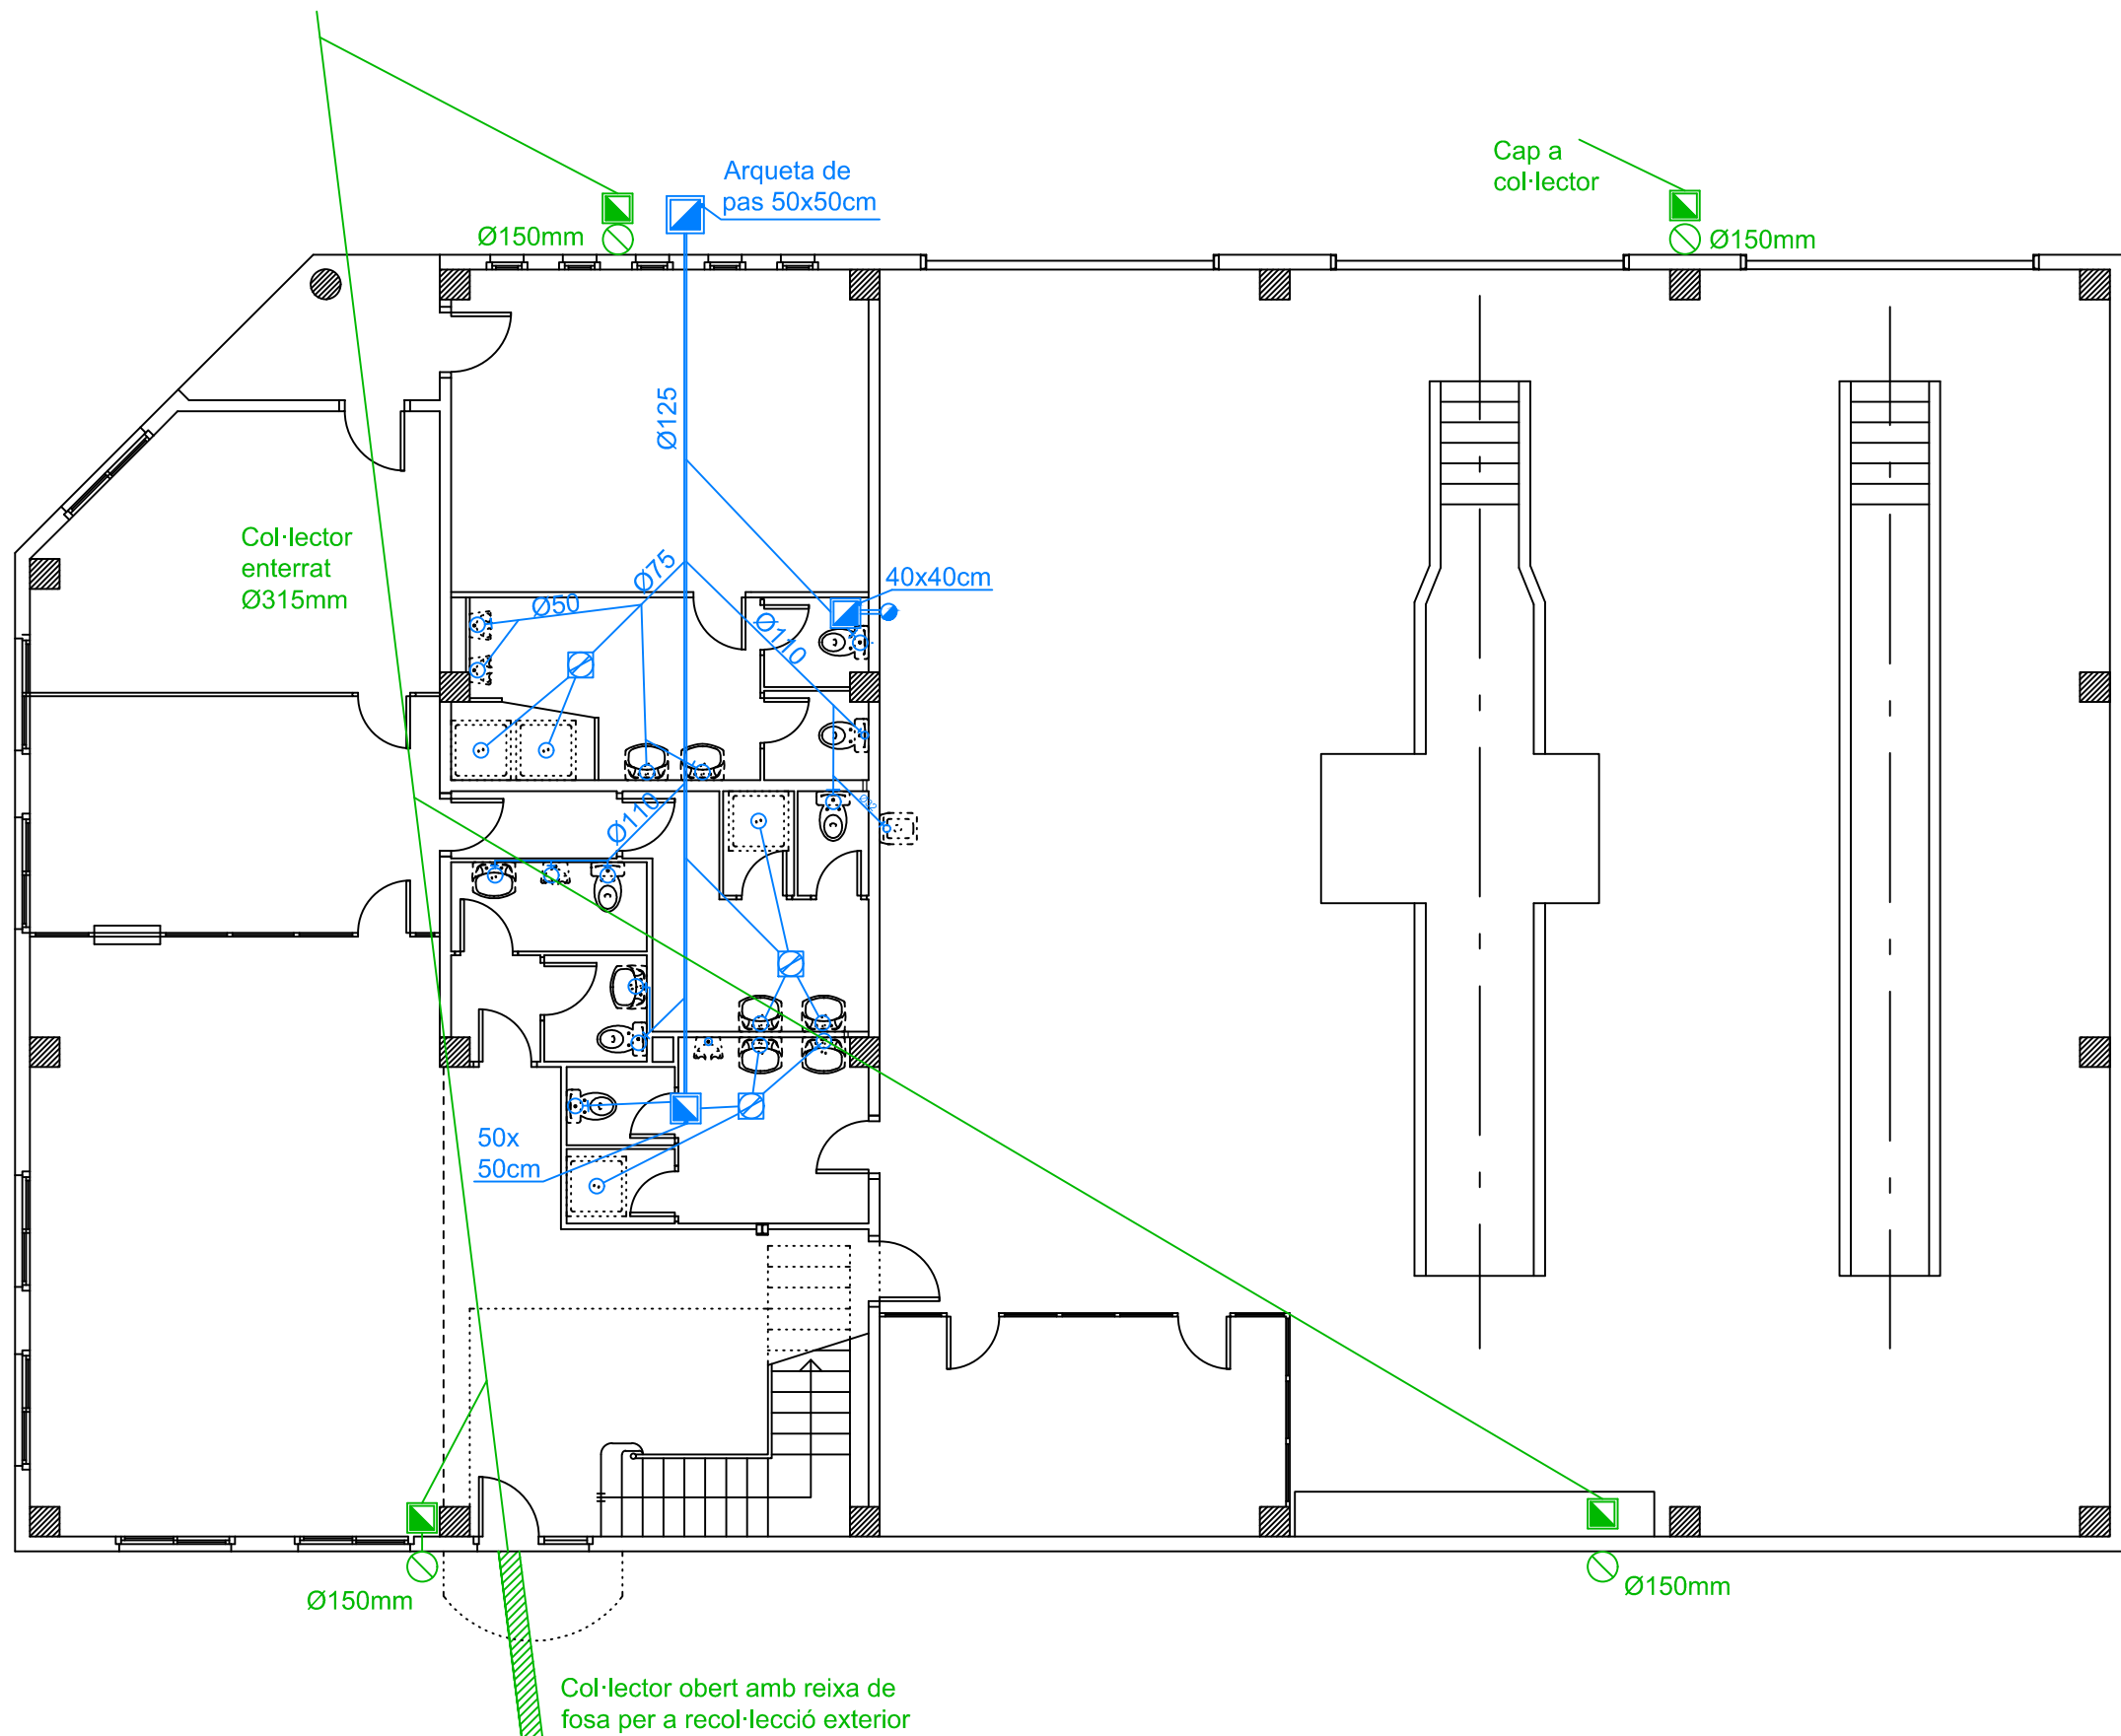 Arqueta de
pas 50x50cm
Cap a
col·lector
Ø150mm
Ø150mm
Ø125
Col·lector
enterrat
Ø315mm
Ø75
40x40cm
Ø50
Ø110
Ø110
Ø32
50x
50cm
Ø150mm
Ø150mm
Col·lector obert amb reixa de
fosa per a recol·lecció exterior